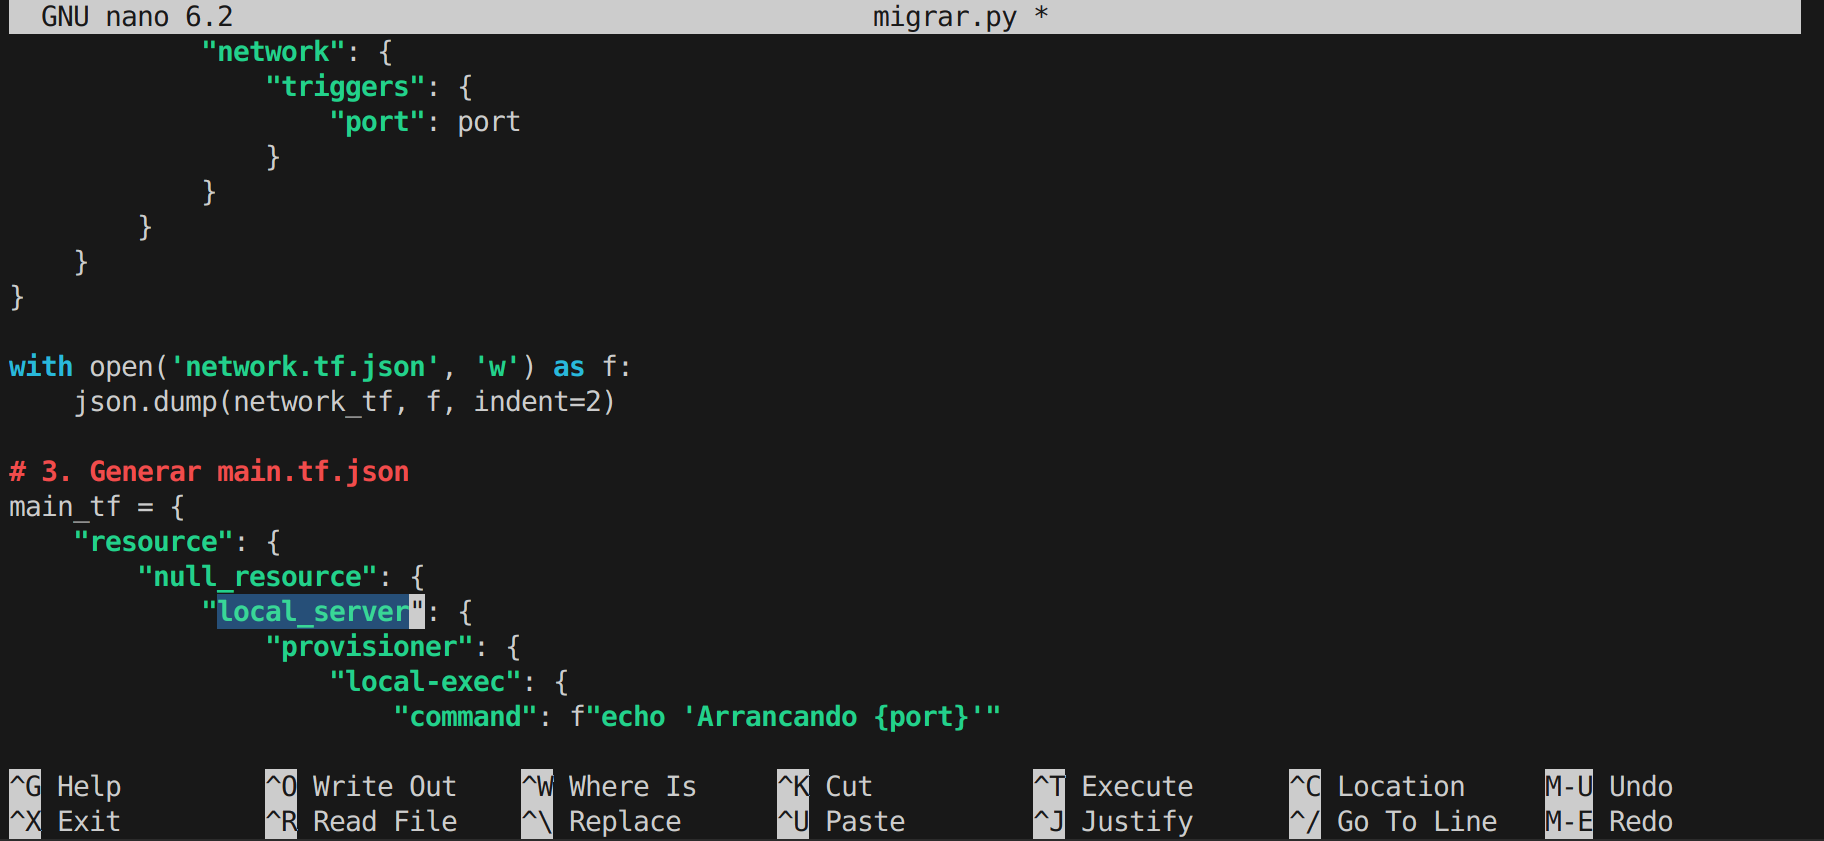 GNU nano 6.2 migrar.py *
"network": {
"triggers": {
"port": port
}
}
}
}
}
with open('network.tf.json', 'w') as f:
json.dump(network_tf, f, indent=2)
# 3. Generar main.tf.json
main_tf = {
"resource": {
"null_resource": {
"local_server": {
"provisioner": {
"local-exec": {
"command": f"echo 'Arrancando {port}'"
^G Help ^O Write Out ^W Where Is ^K Cut ^T Execute ^C Location M-U Undo
^X Exit ^R Read File ^\ Replace ^U Paste ^J Justify ^/ Go To Line M-E Redo